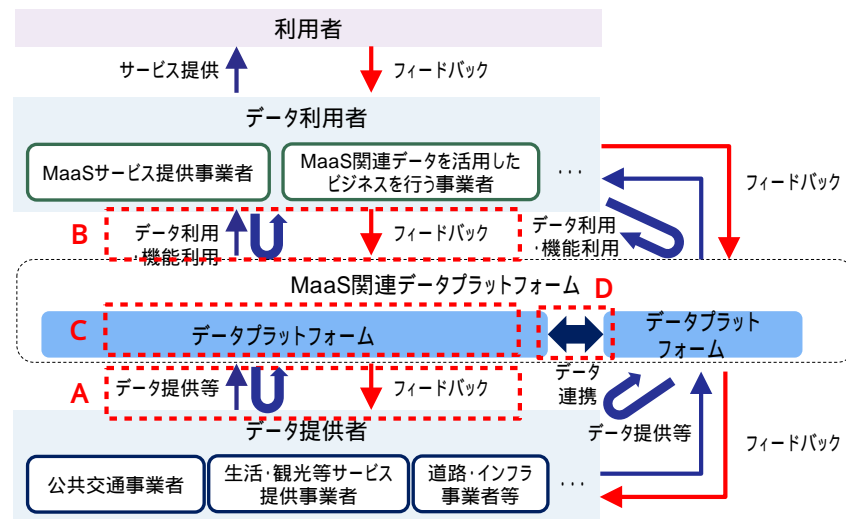 利用者
サービス提供
フィードバック
データ利用者
MaaSサービス提供事業者
MaaS関連データを活用した
ビジネスを行う事業者
･･･
フィードバック
B
データ利用
･機能利用
フィードバック
データ利用
･機能利用
MaaS関連データプラットフォーム
D
C
データプラットフォーム
データプラット
フォーム
A
データ提供等
フィードバック
データ
連携
データ提供等
フィードバック
データ提供者
公共交通事業者
生活･観光等サービス
提供事業者
道路･インフラ
事業者等
･･･